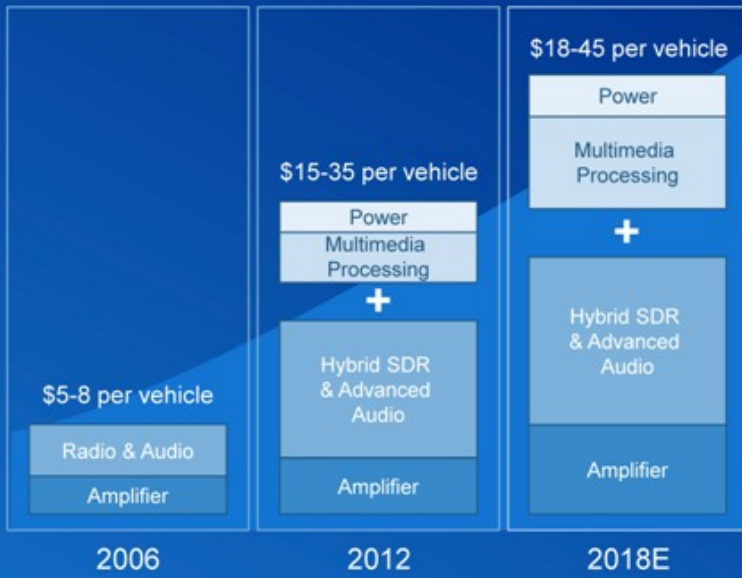 $5-8 per vehicle
Radio & Audio
Amplifier
2006
$15-35 per vehicle
Power
Multimedia
Processing
+
Hybrid SDR
& Advanced
Audio
Amplifier
2012
$18-45 per vehicle
Power
Multimedia
Processing
+
Hybrid SDR
& Advanced
Audio
Amplifier
2018E